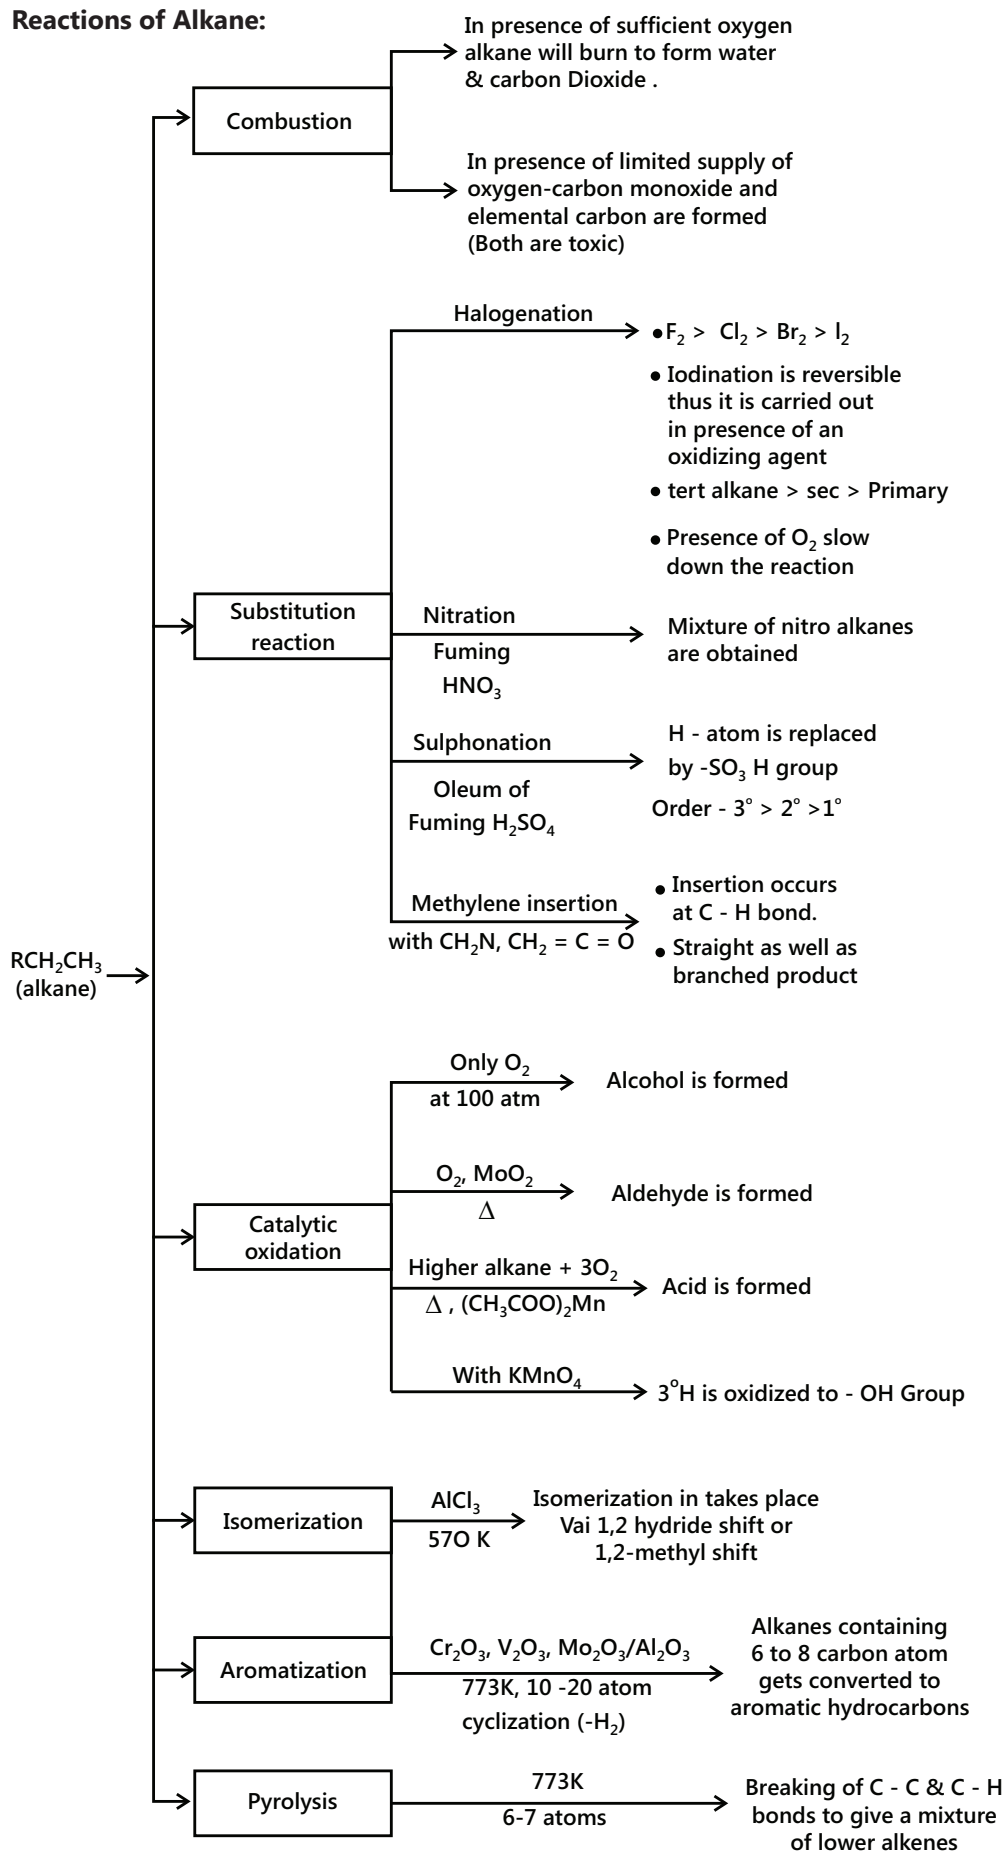 Reactions of Alkane:
In presence of sufficient oxygen
alkane will burn to form water
& carbon Dioxide .
Combustion
In presence of limited supply of
oxygen-carbon monoxide and
elemental carbon are formed
(Both are toxic)
Halogenation
● F₂ > Cl₂ > Br₂ > I₂
● Iodination is reversible
thus it is carried out
in presence of an
oxidizing agent
● tert alkane > sec > Primary
● Presence of O₂ slow
down the reaction
Substitution
reaction
Nitration
Fuming
HNO₃
Mixture of nitro alkanes
are obtained
Sulphonation
Oleum of
Fuming H₂SO₄
H - atom is replaced
by -SO₃ H group
Order - 3° > 2° >1°
Methylene insertion
with CH₂N, CH₂ = C = O
● Insertion occurs
at C - H bond.
● Straight as well as
branched product
RCH₂CH₃
(alkane)
Only O₂
at 100 atm
Alcohol is formed
O₂, MoO₂
Δ
Aldehyde is formed
Catalytic
oxidation
Higher alkane + 3O₂
Δ , (CH₃COO)₂Mn
Acid is formed
With KMnO₄
3°H is oxidized to - OH Group
Isomerization
AlCl₃
57O K
Isomerization in takes place
Vai 1,2 hydride shift or
1,2-methyl shift
Aromatization
Cr₂O₃, V₂O₃, Mo₂O₃/Al₂O₃
773K, 10 -20 atom
cyclization (-H₂)
Alkanes containing
6 to 8 carbon atom
gets converted to
aromatic hydrocarbons
Pyrolysis
773K
6-7 atoms
Breaking of C - C & C - H
bonds to give a mixture
of lower alkenes